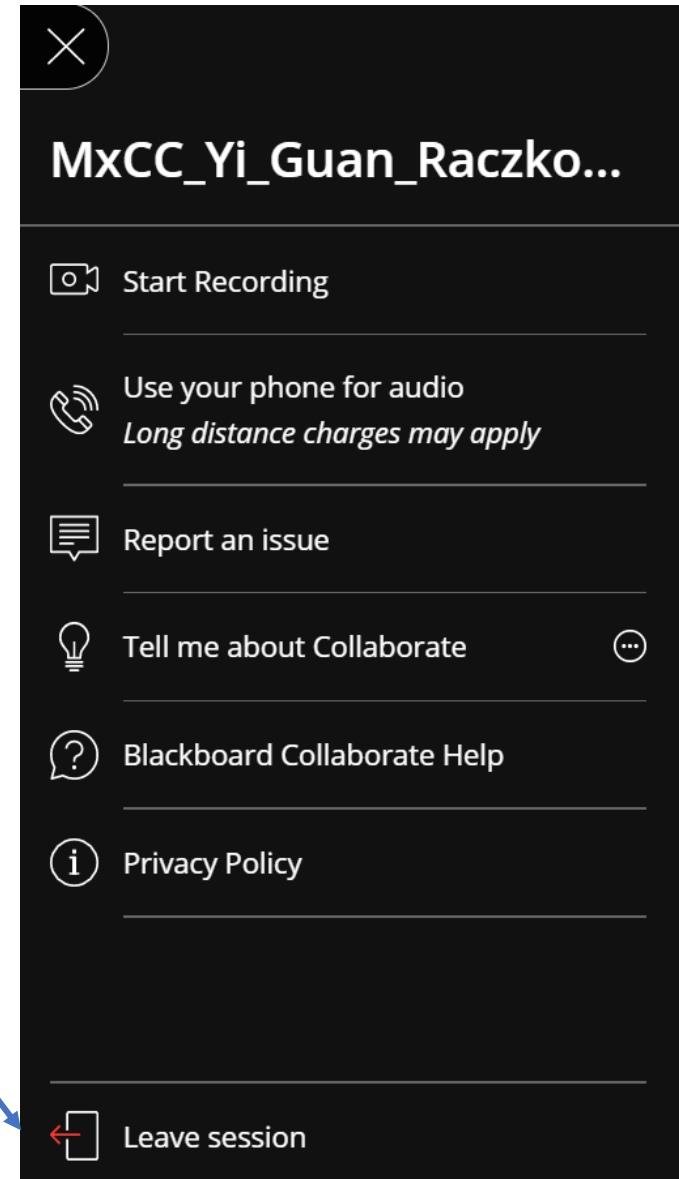 MxCC_Yi_Guan_Raczko...
Start Recording
Use your phone for audio
Long distance charges may apply
Report an issue
Tell me about Collaborate
Blackboard Collaborate Help
Privacy Policy
Leave session